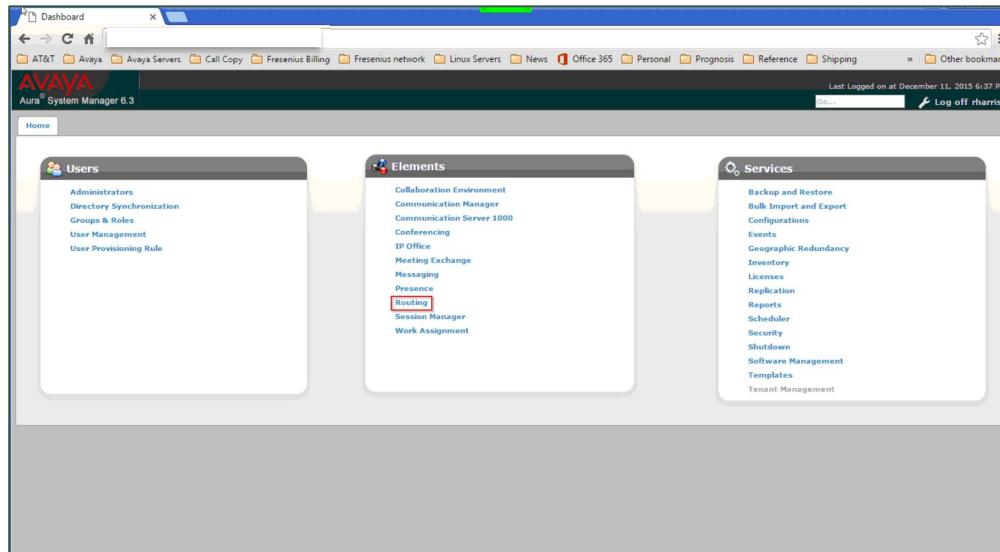 Dashboard
AT&T Avaya Avaya Servers Call Copy Fresenius Billing Fresenius network Linux Servers News Office 365 Personal Prognosis Reference Shipping » Other bookmar
AVAYA
Last Logged on at December 11, 2015 6:37 P
Aura® System Manager 6.3
Go...
Log off rharris
Home
Users
Administrators
Directory Synchronization
Groups & Roles
User Management
User Provisioning Rule
Elements
Collaboration Environment
Communication Manager
Communication Server 1000
Conferencing
IP Office
Meeting Exchange
Messaging
Presence
Routing
Session Manager
Work Assignment
Services
Backup and Restore
Bulk Import and Export
Configurations
Events
Geographic Redundancy
Inventory
Licenses
Replication
Reports
Scheduler
Security
Shutdown
Software Management
Templates
Tenant Management